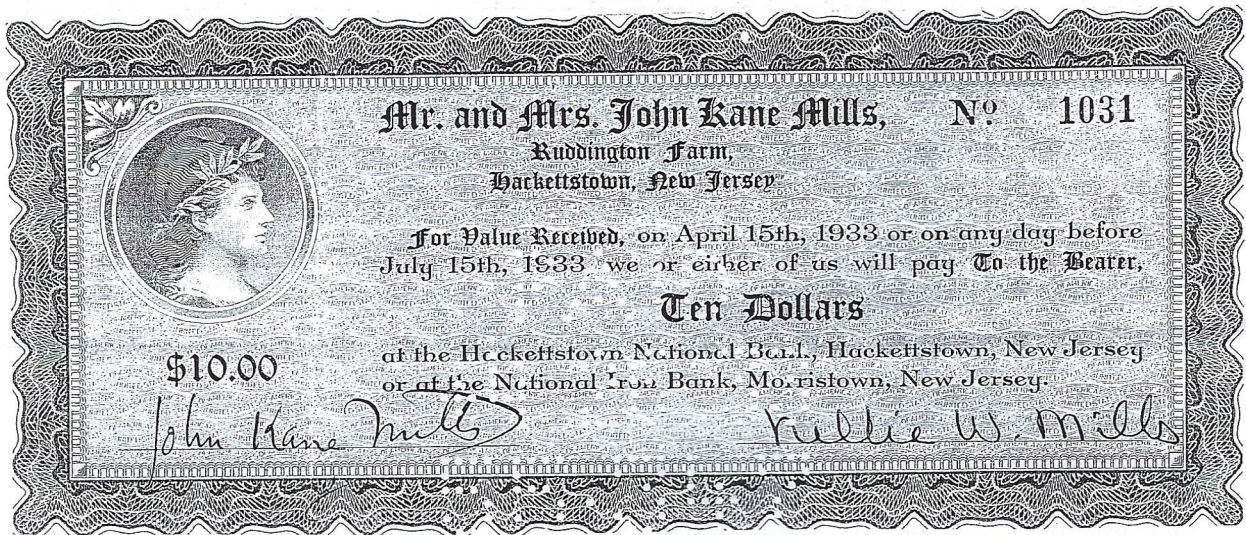 Mr. and Mrs. John Kane Mills, Nº 1031
Ruddington Farm,
Hackettstown, New Jersey
For Value Received, on April 15th, 1933 or on any day before
July 15th, 1933 we or either of us will pay To the Bearer,
Ten Dollars
$10.00
at the Hackettstown National Bank, Hackettstown, New Jersey
or at the National Iron Bank, Morristown, New Jersey.
John Kane Mills
W. Mills